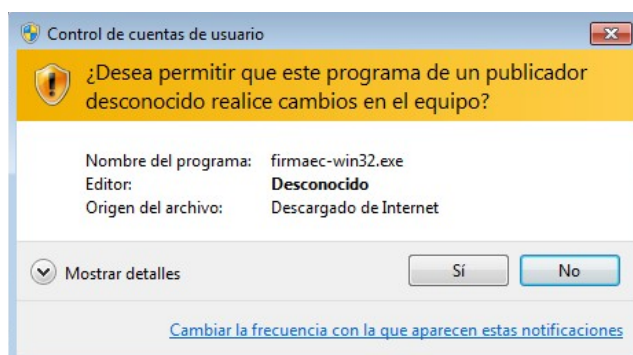 Control de cuentas de usuario
¿Desea permitir que este programa de un publicador
desconocido realice cambios en el equipo?
Nombre del programa: firmaec-win32.exe
Editor: Desconocido
Origen del archivo: Descargado de Internet
Mostrar detalles Sí No
Cambiar la frecuencia con la que aparecen estas notificaciones